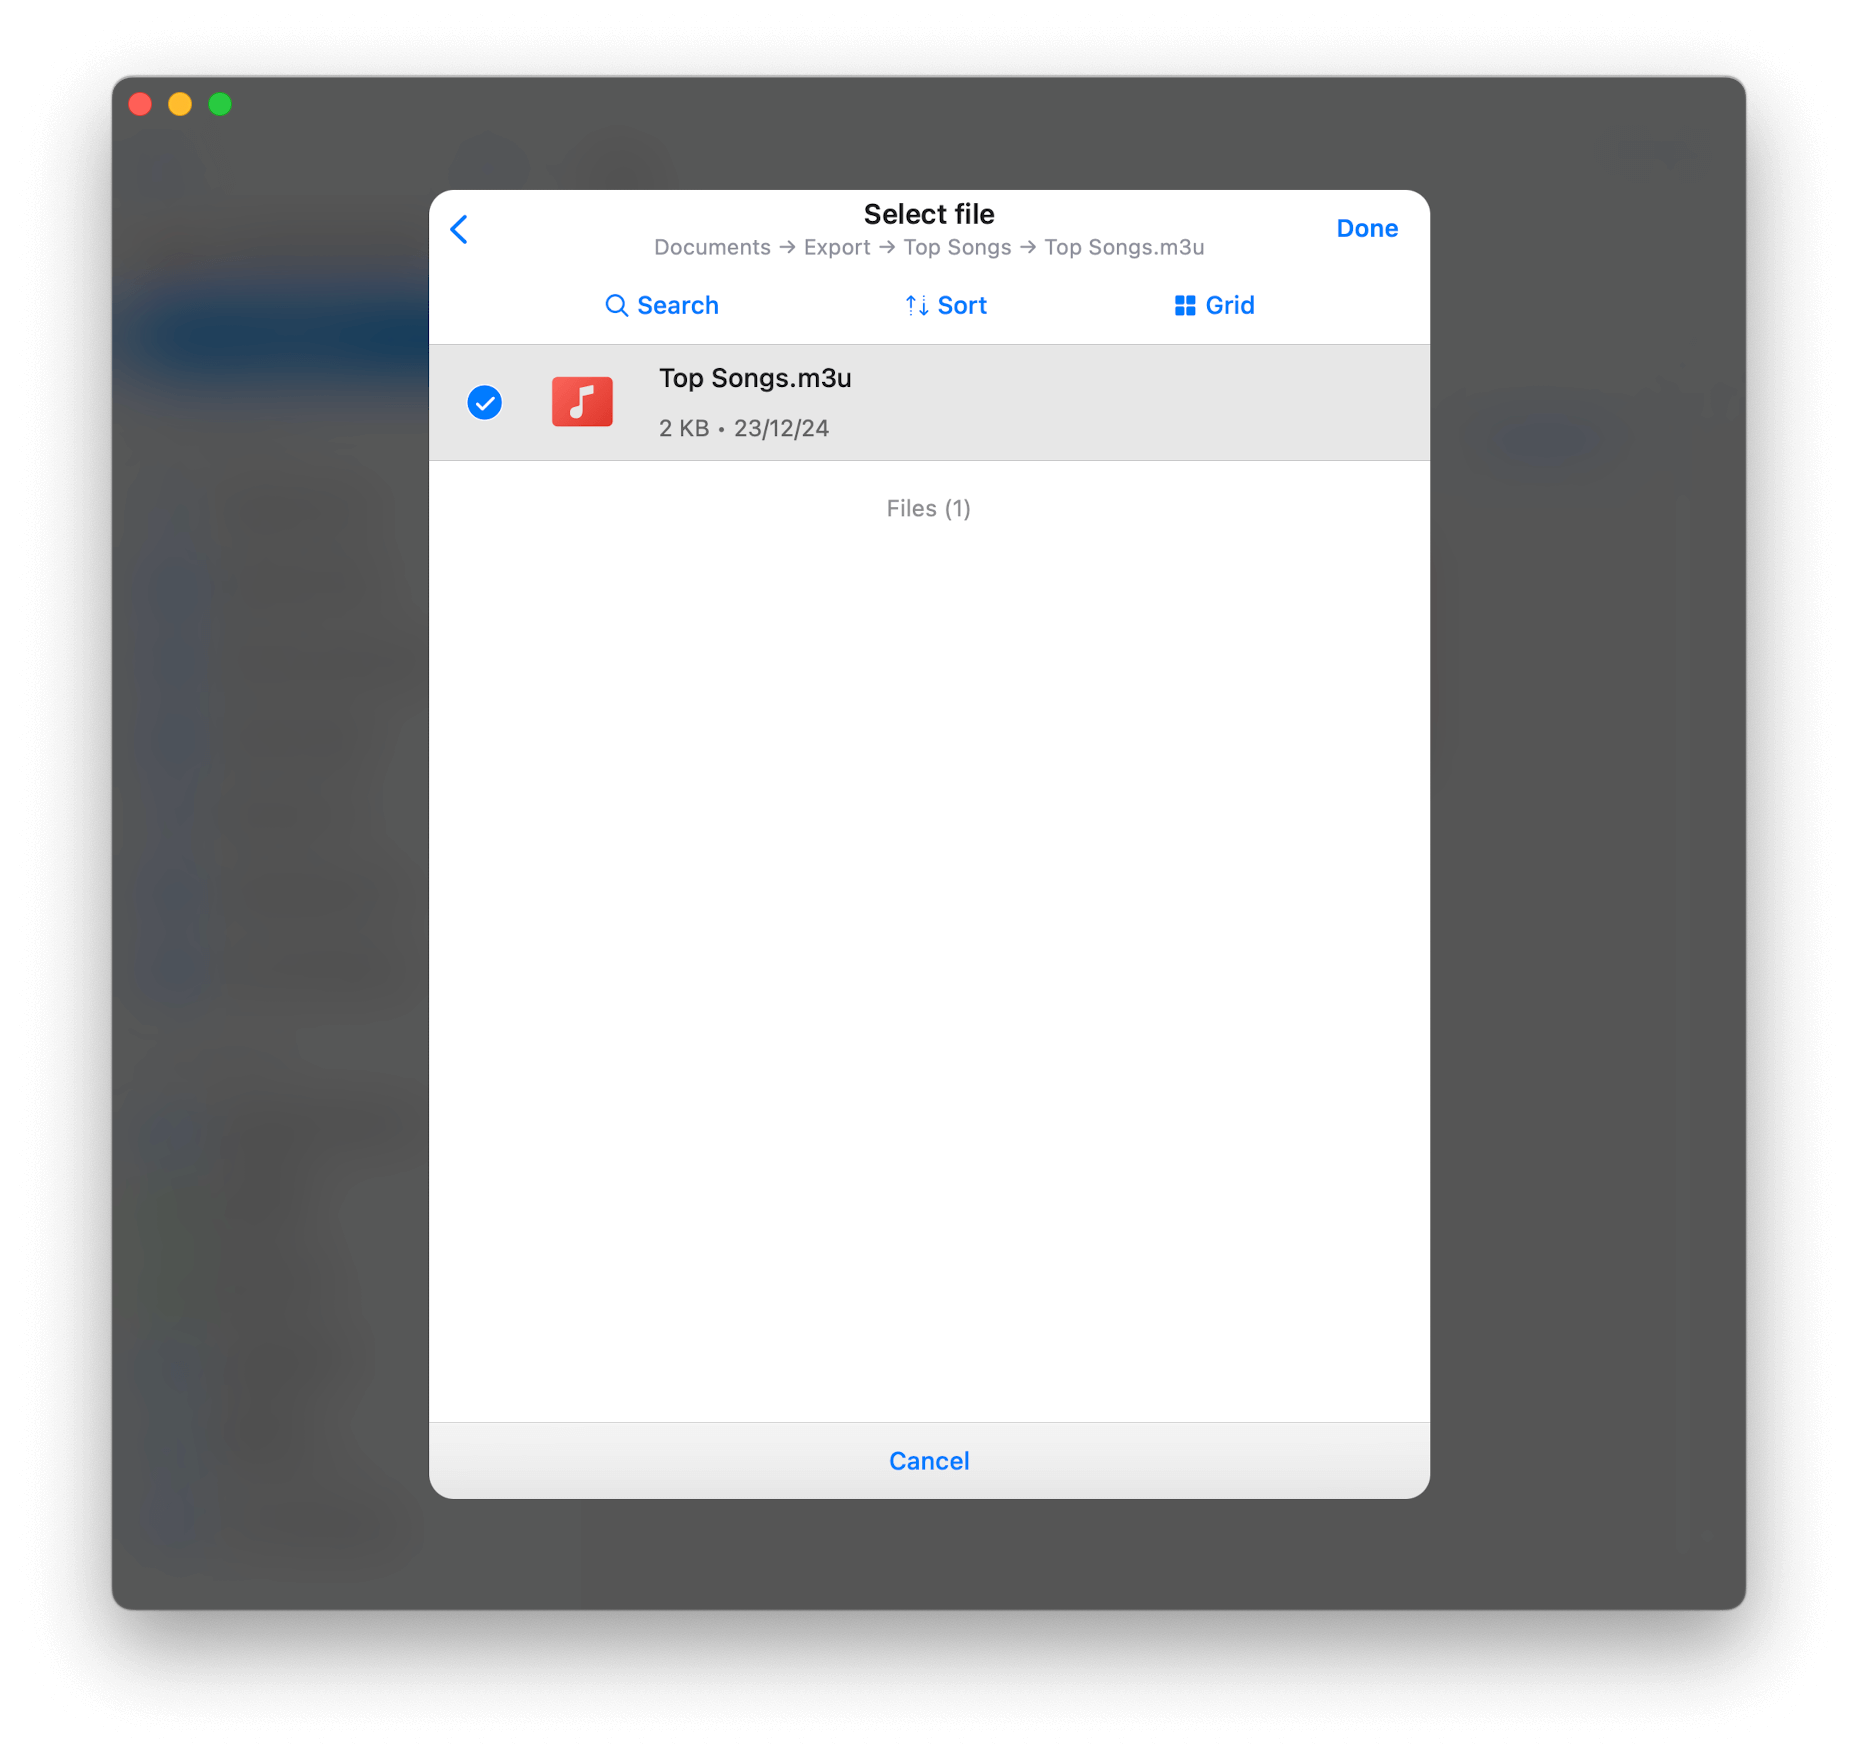 Select file
Documents → Export → Top Songs → Top Songs.m3u
Done
Search
Sort
Grid
Top Songs.m3u
2 KB • 23/12/24
Files (1)
Cancel